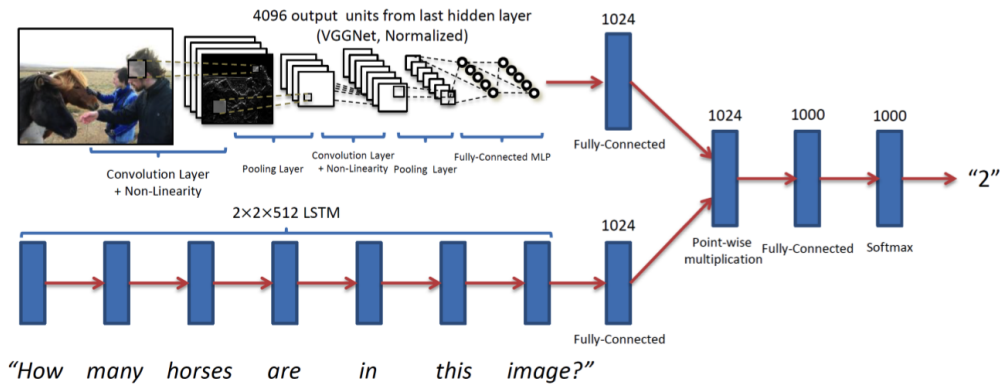 4096 output units from last hidden layer
(VGGNet, Normalized)
1024
Convolution Layer
+ Non-Linearity
Pooling Layer
Convolution Layer
+ Non-Linearity
Pooling Layer
Fully-Connected MLP
Fully-Connected
2×2×512 LSTM
1024
Fully-Connected
1024
Point-wise
multiplication
1000
Fully-Connected
1000
Softmax
“2”
“How many horses are in this image?”